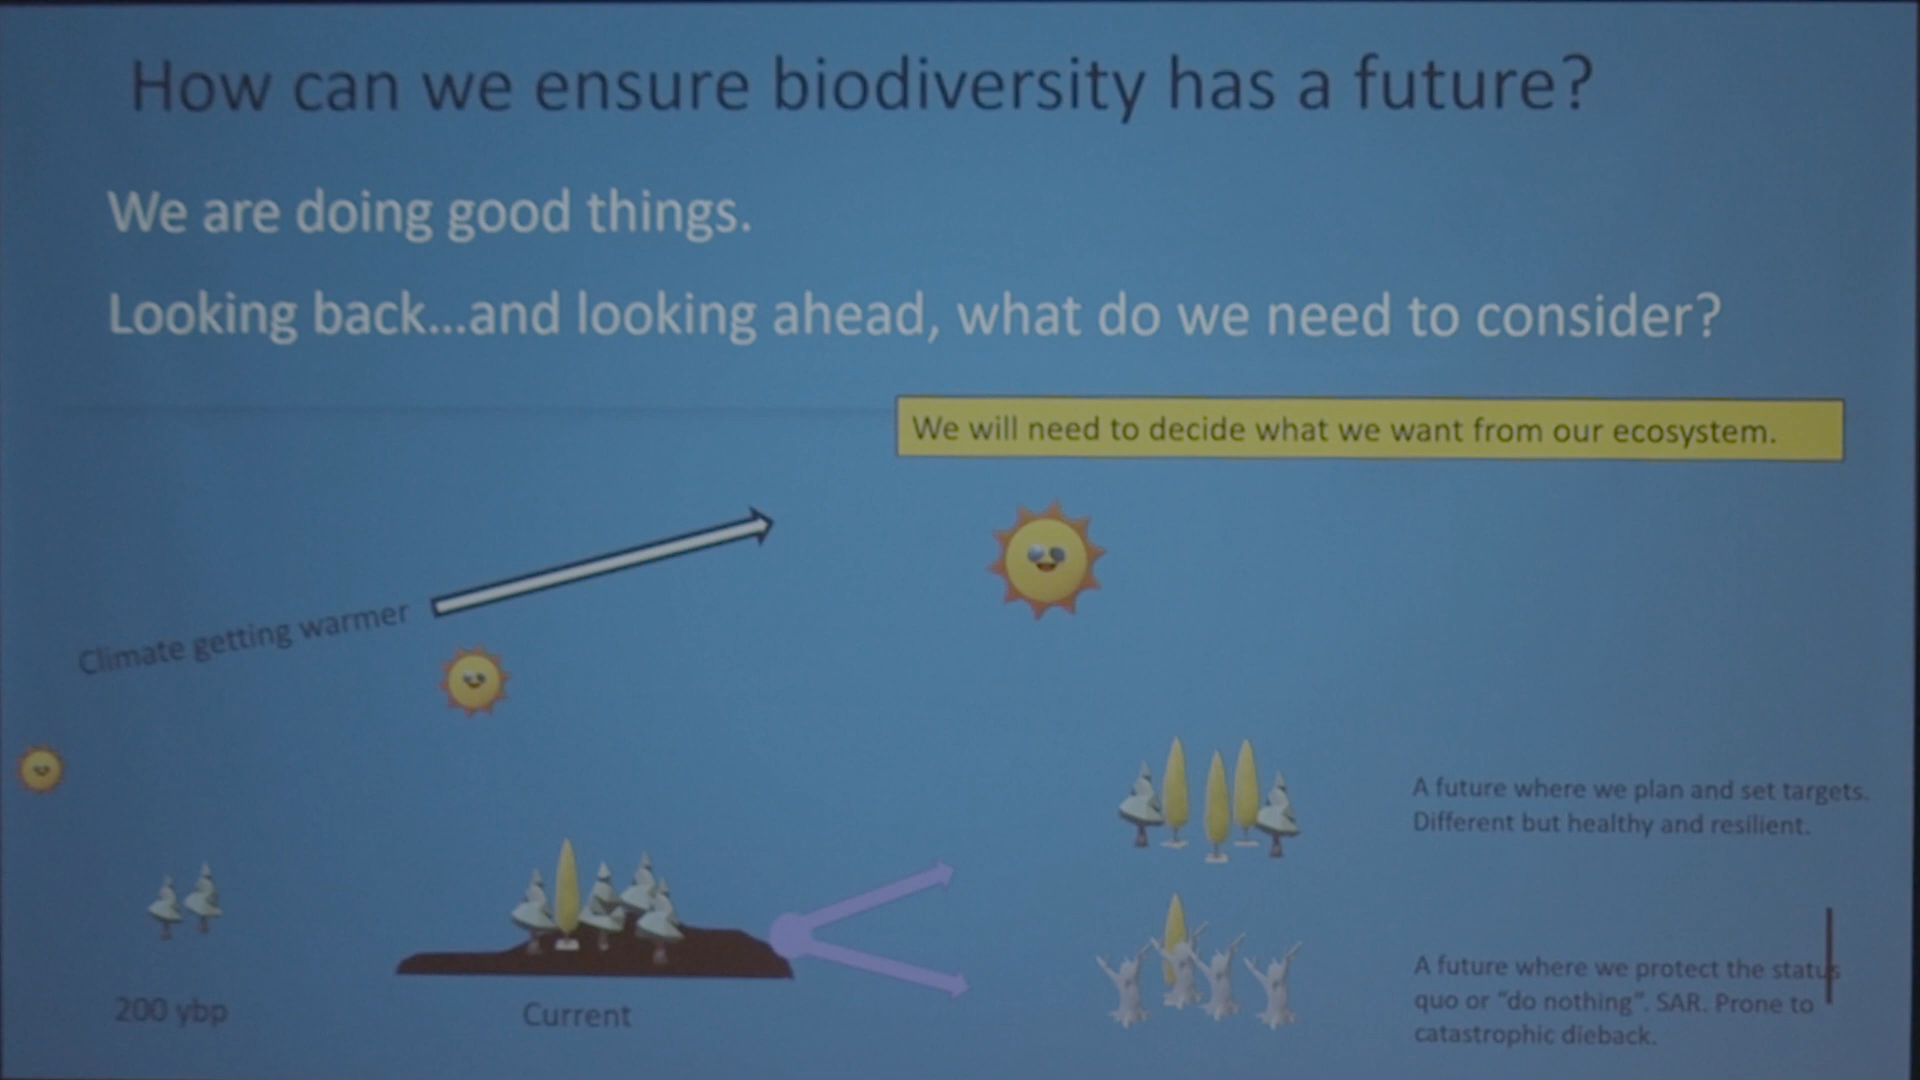 How can we ensure biodiversity has a future?
We are doing good things.
Looking back...and looking ahead, what do we need to consider?
We will need to decide what we want from our ecosystem.
Climate getting warmer
A future where we plan and set targets.
Different but healthy and resilient.
A future where we protect the status
quo or “do nothing”. SAR. Prone to
catastrophic dieback.
200 ybp
Current